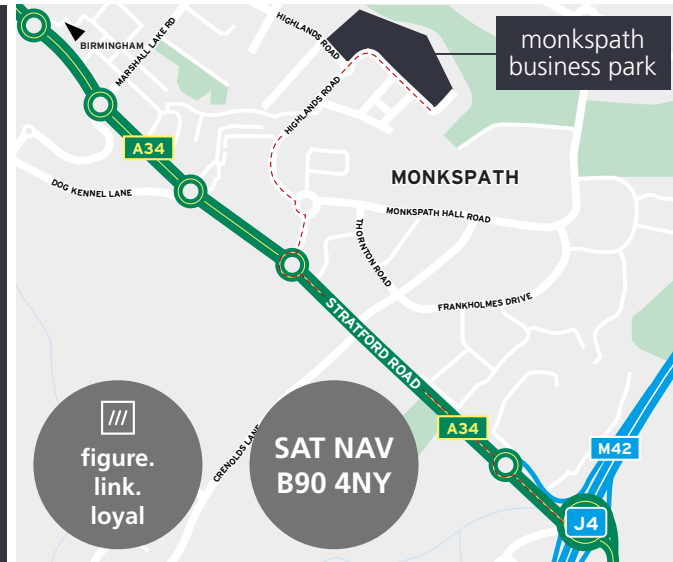 BIRMINGHAM
MARSHALL LAKE RD
HIGHLANDS ROAD
monkspath
business park
HIGHLANDS ROAD
A34
DOG KENNEL LANE
MONKSPATH
MONKSPATH HALL ROAD
THORNTON ROAD
FRANKHOLMES DRIVE
STRATFORD ROAD
///
figure.
link.
loyal
CRENOLDS LANE
SAT NAV
B90 4NY
A34
M42
J4